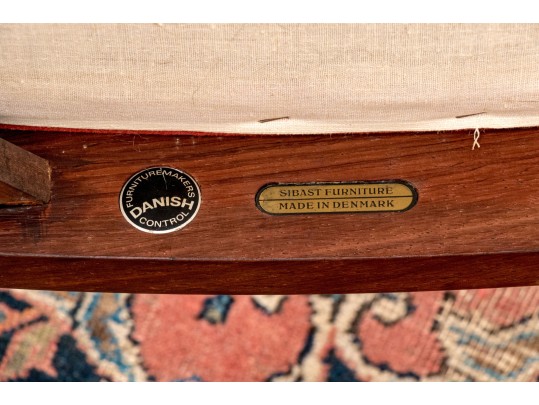 FURNITUREMAKERS
DANISH
CONTROL
SIBAST FURNITURE
MADE IN DENMARK